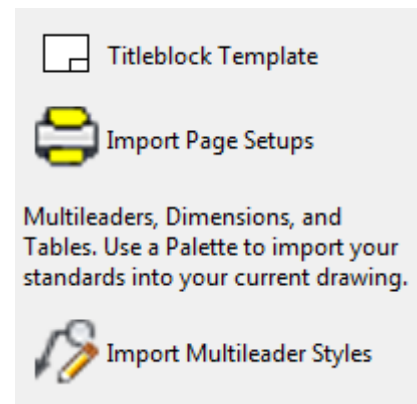 Titleblock Template
Import Page Setups
Multileaders, Dimensions, and
Tables. Use a Palette to import your
standards into your current drawing.
Import Multileader Styles